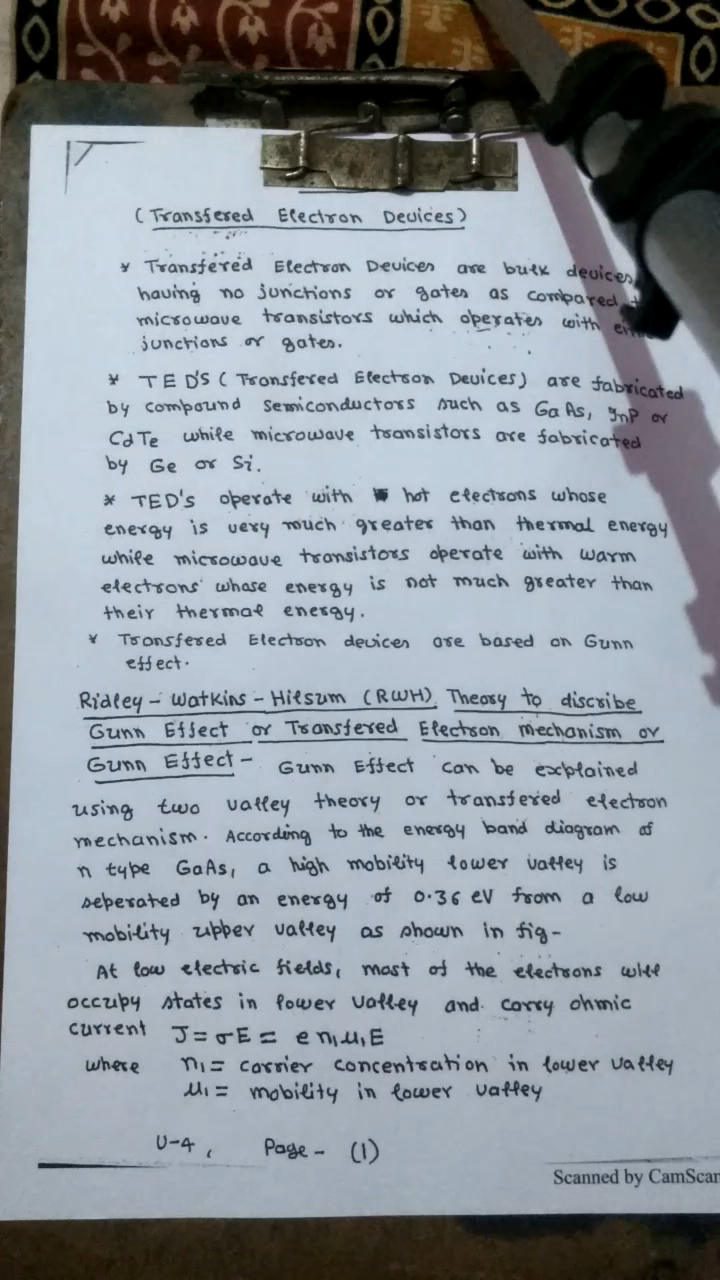 (Transfered Electron Devices)
* Transfered Electron Devices are bulk devices
having no junctions or gates as compared
microwave transistors which operates with
junctions or gates.
* TED'S (Transfered Electron Devices) are fabricated
by compound semiconductors such as GaAs, InP or
CdTe while microwave transistors are fabricated
by Ge or Si.
* TED's operate with hot electrons whose
energy is very much greater than thermal energy
while microwave transistors operate with warm
electrons whose energy is not much greater than
their thermal energy.
* Transfered Electron devices are based on Gunn
effect.
Ridley - Watkins - Hilsum (RWH) Theory to discribe
Gunn Effect or Transfered Electron mechanism or
Gunn Effect - Gunn Effect can be explained
using two valley theory or transfered electron
mechanism. According to the energy band diagram of
n type GaAs, a high mobility lower valley is
seperated by an energy of 0.36 eV from a low
mobility upper valley as shown in fig-
At low electric fields, most of the electrons will
occupy states in lower valley and carry ohmic
current J = σE = e n₁ μ₁ E
where n₁ = carrier concentration in lower valley
μ₁ = mobility in lower valley
U-4, Page - (1)
Scanned by CamScan